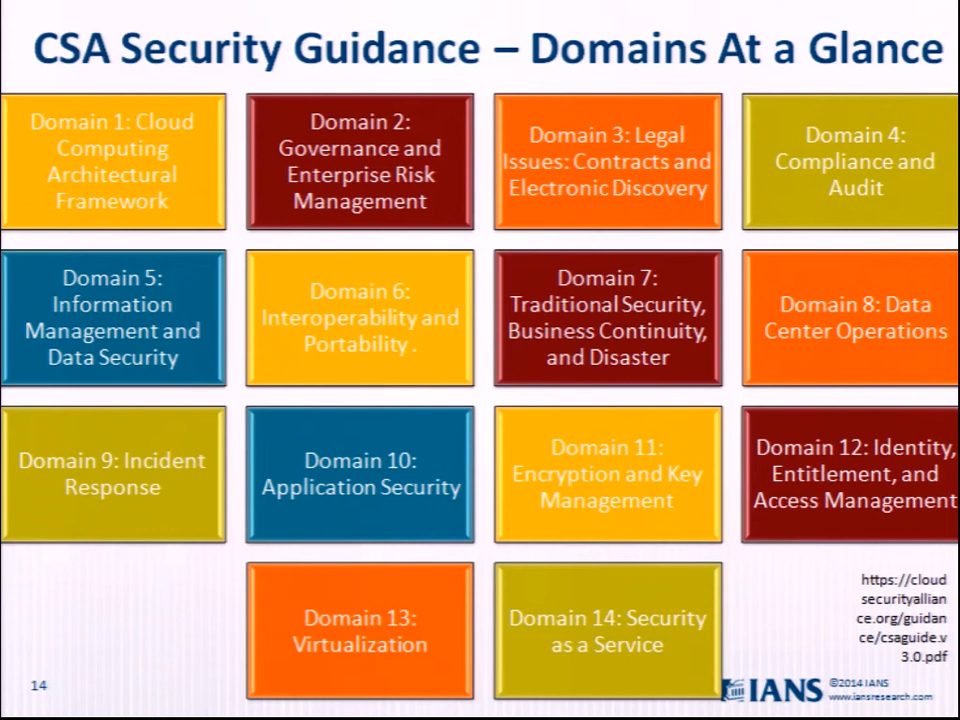 CSA Security Guidance – Domains At a Glance
Domain 1: Cloud
Computing
Architectural
Framework
Domain 2:
Governance and
Enterprise Risk
Management
Domain 3: Legal
Issues: Contracts and
Electronic Discovery
Domain 4:
Compliance and
Audit
Domain 5:
Information
Management and
Data Security
Domain 6:
Interoperability and
Portability .
Domain 7:
Traditional Security,
Business Continuity,
and Disaster
Domain 8: Data
Center Operations
Domain 9: Incident
Response
Domain 10:
Application Security
Domain 11:
Encryption and Key
Management
Domain 12: Identity,
Entitlement, and
Access Management
Domain 13:
Virtualization
Domain 14: Security
as a Service
https://cloud
securityallian
ce.org/guidan
ce/csaguide.v
3.0.pdf
14
IANS
©2014 IANS
www.iansresearch.com